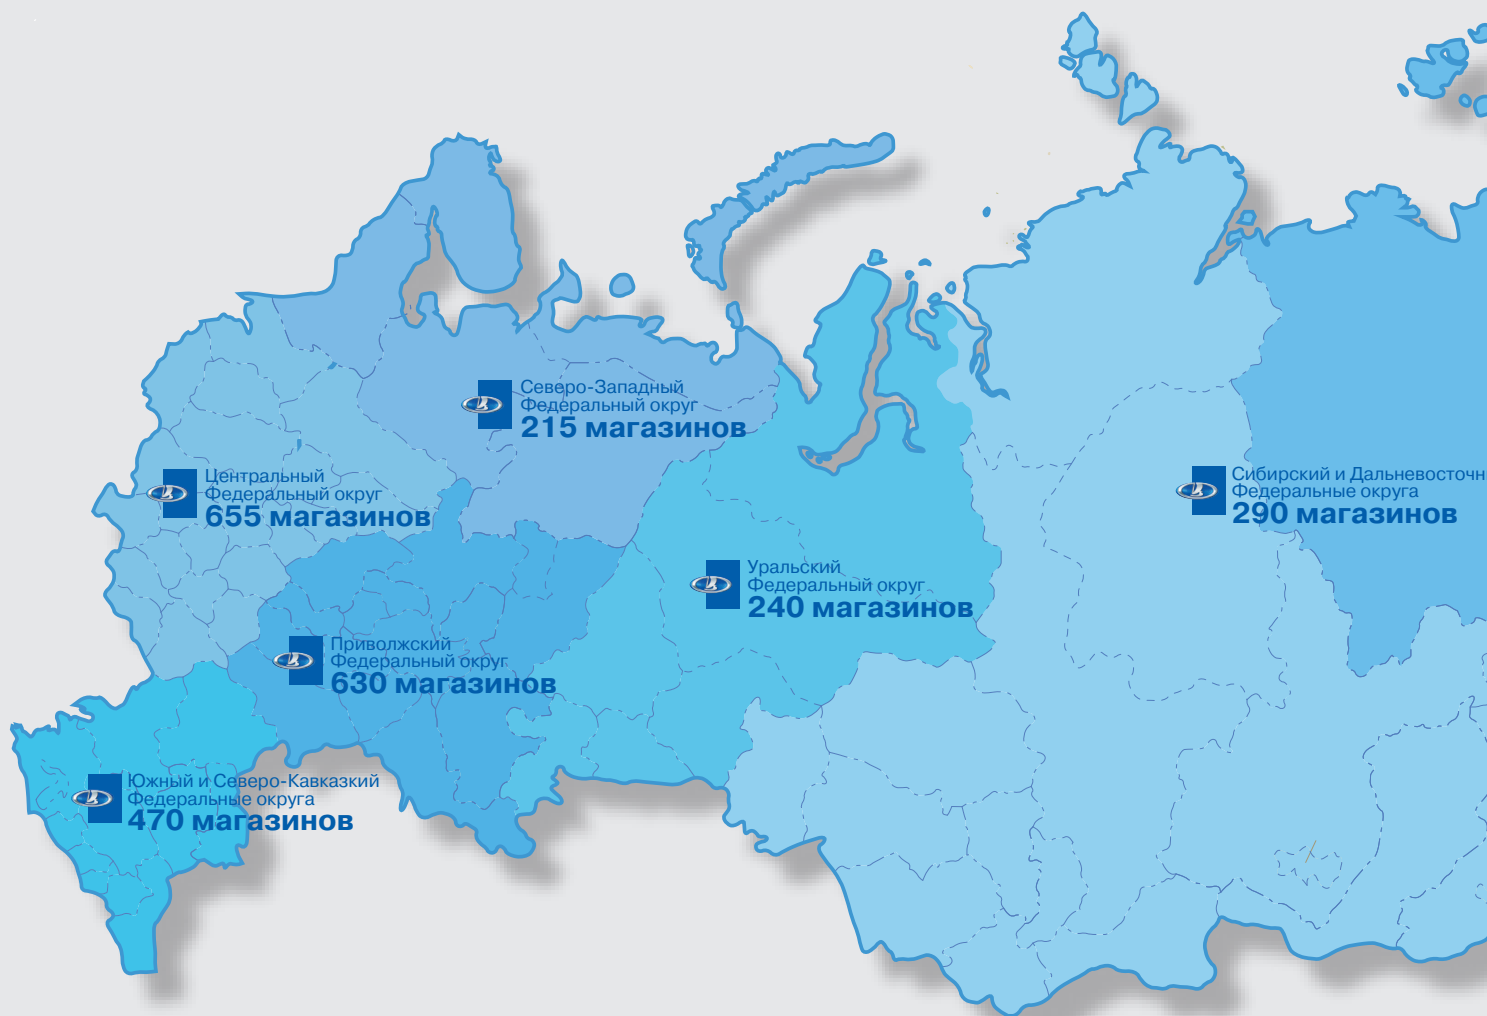 Северо-Западный
Федеральный округ
215 магазинов
Центральный
Федеральный округ
655 магазинов
Сибирский и Дальневосточн
Федеральные округа
290 магазинов
Уральский
Федеральный округ
240 магазинов
Приволжский
Федеральный округ
630 магазинов
Южный и Северо-Кавказкий
Федеральные округа
470 магазинов